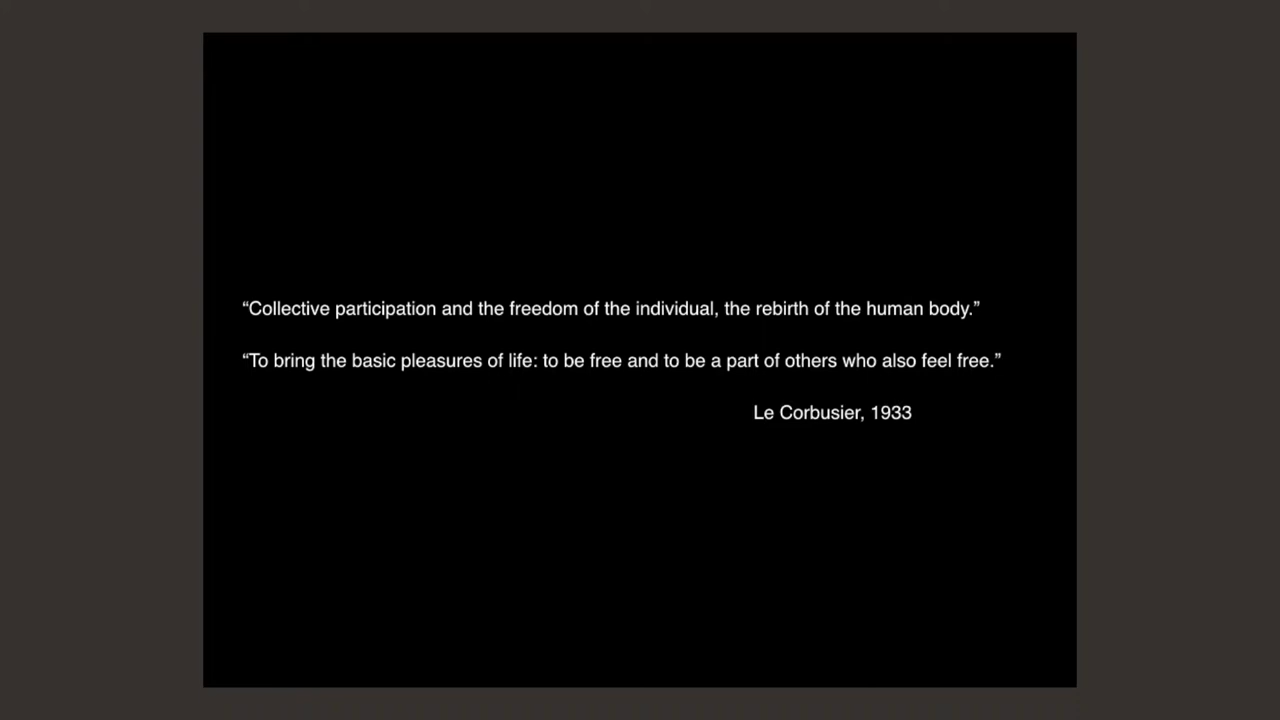 “Collective participation and the freedom of the individual, the rebirth of the human body.”
“To bring the basic pleasures of life: to be free and to be a part of others who also feel free.”
Le Corbusier, 1933